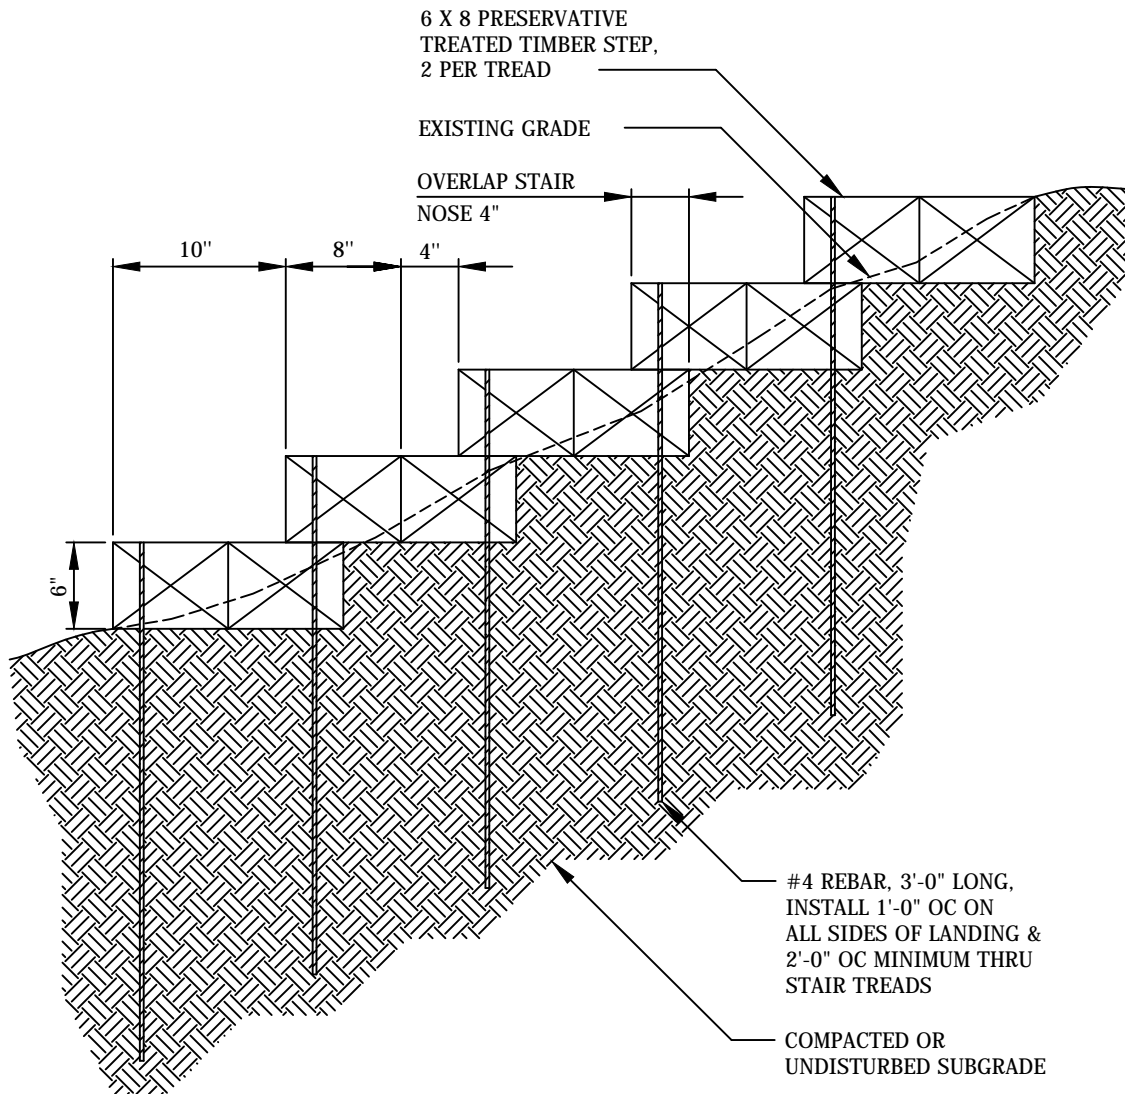 6 X 8 PRESERVATIVE
TREATED TIMBER STEP,
2 PER TREAD
EXISTING GRADE
OVERLAP STAIR
NOSE 4"
10"
8"
4"
6"
#4 REBAR, 3'-0" LONG,
INSTALL 1'-0" OC ON
ALL SIDES OF LANDING &
2'-0" OC MINIMUM THRU
STAIR TREADS
COMPACTED OR
UNDISTURBED SUBGRADE